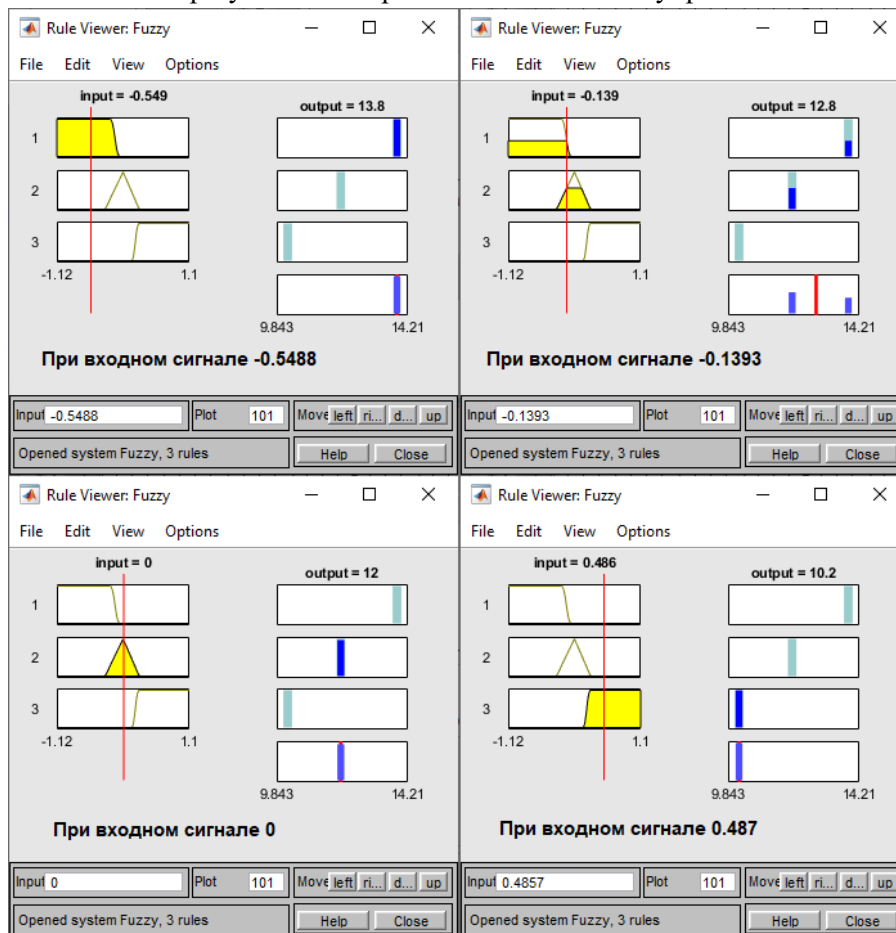 Rule Viewer: Fuzzy
File Edit View Options
input = -0.549
output = 13.8
1
2
3
-1.12 1.1
9.843 14.21
При входном сигнале -0.5488
Input -0.5488 Plot 101 Move left ri... d... up
Opened system Fuzzy, 3 rules Help Close
Rule Viewer: Fuzzy
File Edit View Options
input = -0.139
output = 12.8
1
2
3
-1.12 1.1
9.843 14.21
При входном сигнале -0.1393
Input -0.1393 Plot 101 Move left ri... d... up
Opened system Fuzzy, 3 rules Help Close
Rule Viewer: Fuzzy
File Edit View Options
input = 0
output = 12
1
2
3
-1.12 1.1
9.843 14.21
При входном сигнале 0
Input 0 Plot 101 Move left ri... d... up
Opened system Fuzzy, 3 rules Help Close
Rule Viewer: Fuzzy
File Edit View Options
input = 0.486
output = 10.2
1
2
3
-1.12 1.1
9.843 14.21
При входном сигнале 0.487
Input 0.4857 Plot 101 Move left ri... d... up
Opened system Fuzzy, 3 rules Help Close